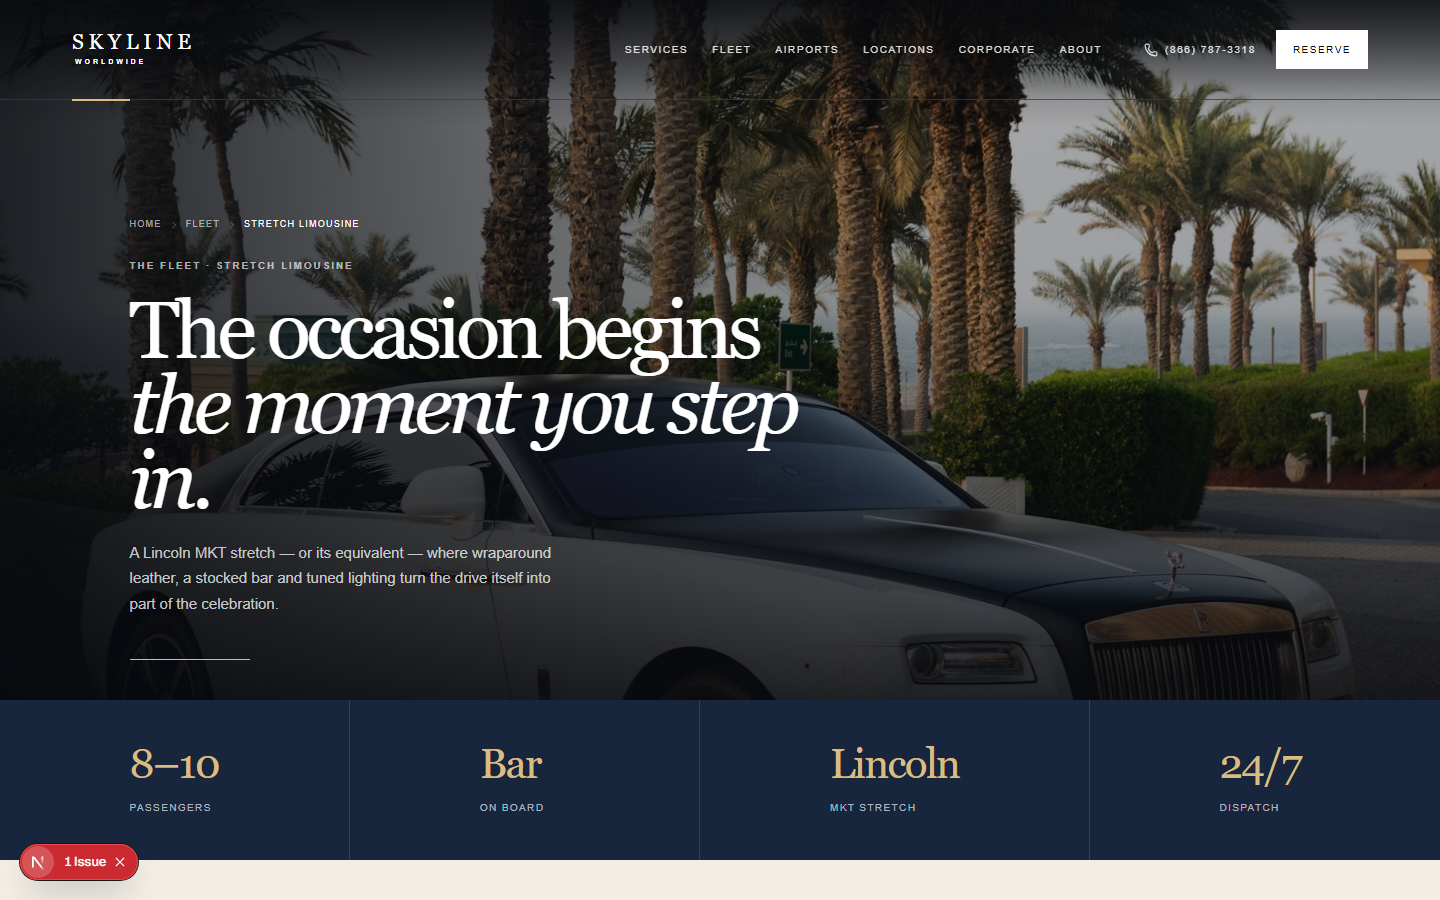 SKYLINE
WORLDWIDE
SERVICES FLEET AIRPORTS LOCATIONS CORPORATE ABOUT (866) 787-3318 RESERVE
HOME > FLEET > STRETCH LIMOUSINE
THE FLEET · STRETCH LIMOUSINE
The occasion begins
the moment you step
in.
A Lincoln MKT stretch — or its equivalent — where wraparound
leather, a stocked bar and tuned lighting turn the drive itself into
part of the celebration.
8–10
PASSENGERS
Bar
ON BOARD
Lincoln
MKT STRETCH
24/7
DISPATCH
N 1 Issue ×